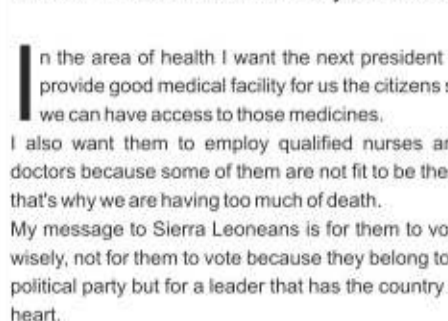 In the area of health I want the next president
provide good medical facility for us the citizens s
we can have access to those medicines.
I also want them to employ qualified nurses an
doctors because some of them are not fit to be the
that's why we are having too much of death.
My message to Sierra Leoneans is for them to vo
wisely, not for them to vote because they belong to
political party but for a leader that has the country
heart.